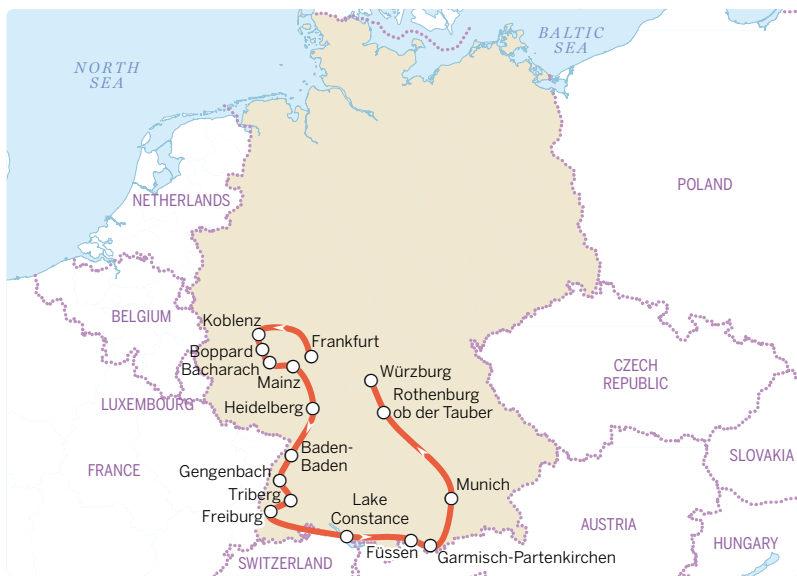 NORTH
SEA
BALTIC
SEA
NETHERLANDS
POLAND
BELGIUM
Koblenz
Frankfurt
Boppard
Bacharach
Mainz
Würzburg
CZECH
REPUBLIC
LUXEMBOURG
Heidelberg
Rothenburg
ob der Tauber
Baden-
Baden
FRANCE
Gengenbach
SLOVAKIA
Triberg
Munich
Lake
Constance
Freiburg
AUSTRIA
Füssen
Garmisch-Partenkirchen
SWITZERLAND
HUNGARY